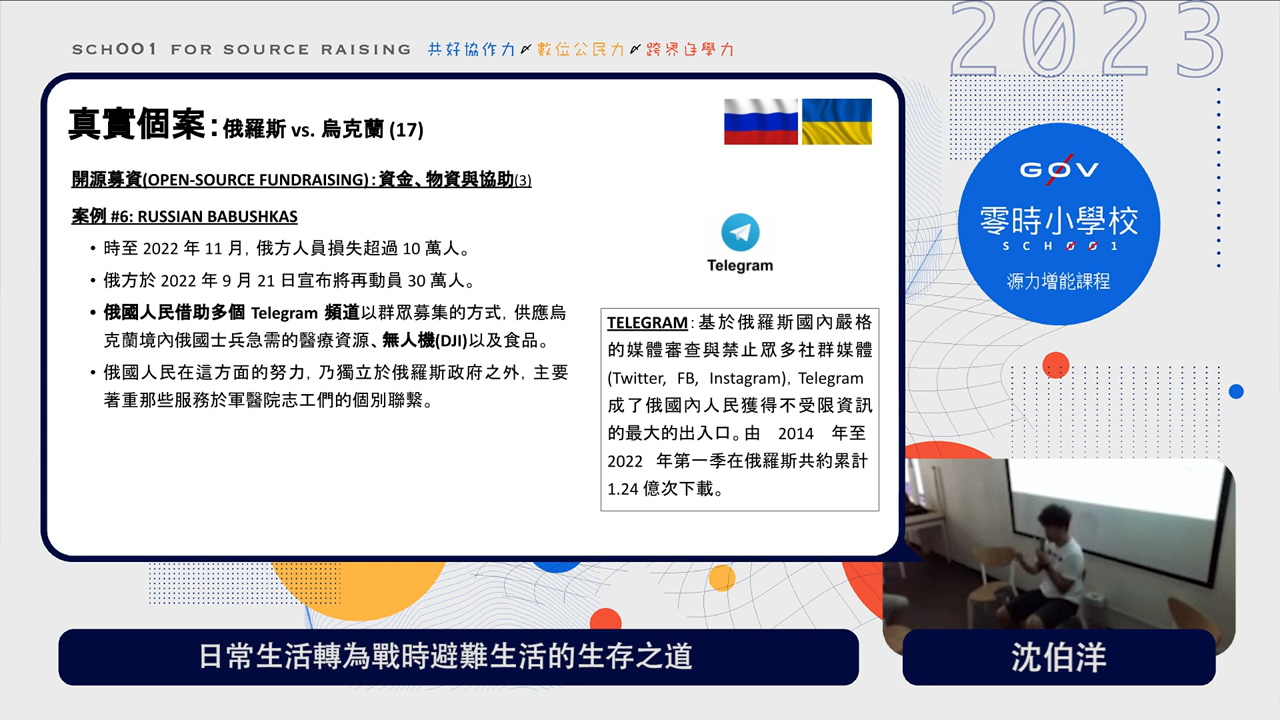 SCH001 FOR SOURCE RAISING 共好協作力 數位公民力 跨界自學力
2023
真實個案:俄羅斯 vs. 烏克蘭 (17)
開源募資(OPEN-SOURCE FUNDRAISING):資金、物資與協助(3)
案例 #6: RUSSIAN BABUSHKAS
• 時至 2022 年 11 月, 俄方人員損失超過 10 萬人。
• 俄方於 2022 年 9 月 21 日宣布將再動員 30 萬人。
• 俄國人民借助多個 Telegram 頻道以群眾募集的方式, 供應烏
克蘭境內俄國士兵急需的醫療資源、無人機(DJI)以及食品。
• 俄國人民在這方面的努力, 乃獨立於俄羅斯政府之外, 主要
著重那些服務於軍醫院志工們的個別聯繫。
Telegram
TELEGRAM:基於俄羅斯國內嚴格
的媒體審查與禁止眾多社群媒體
(Twitter, FB, Instagram), Telegram
成了俄國內人民獲得不受限資訊
的最大的出入口。由 2014 年至
2022 年第一季在俄羅斯共約累計
1.24 億次下載。
G0V
零時小學校
SCH001
源力增能課程
日常生活轉為戰時避難生活的生存之道
沈伯洋